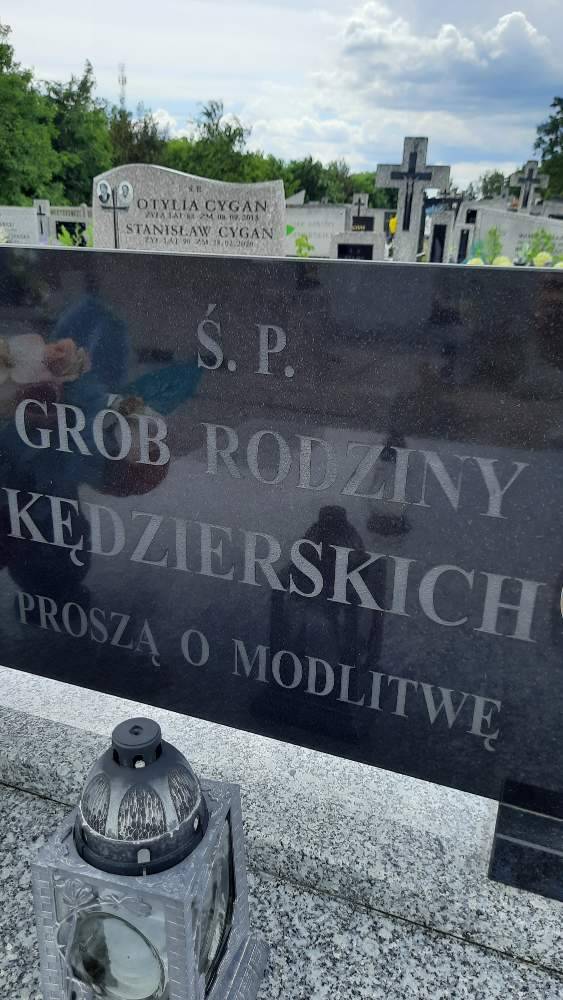 Ś. P.
OTYLIA CYGAN
STANISŁAW CYGAN
Ś. P.
GRÓB RODZINY
KĘDZIERSKICH
PROSZĄ O MODLITWĘ